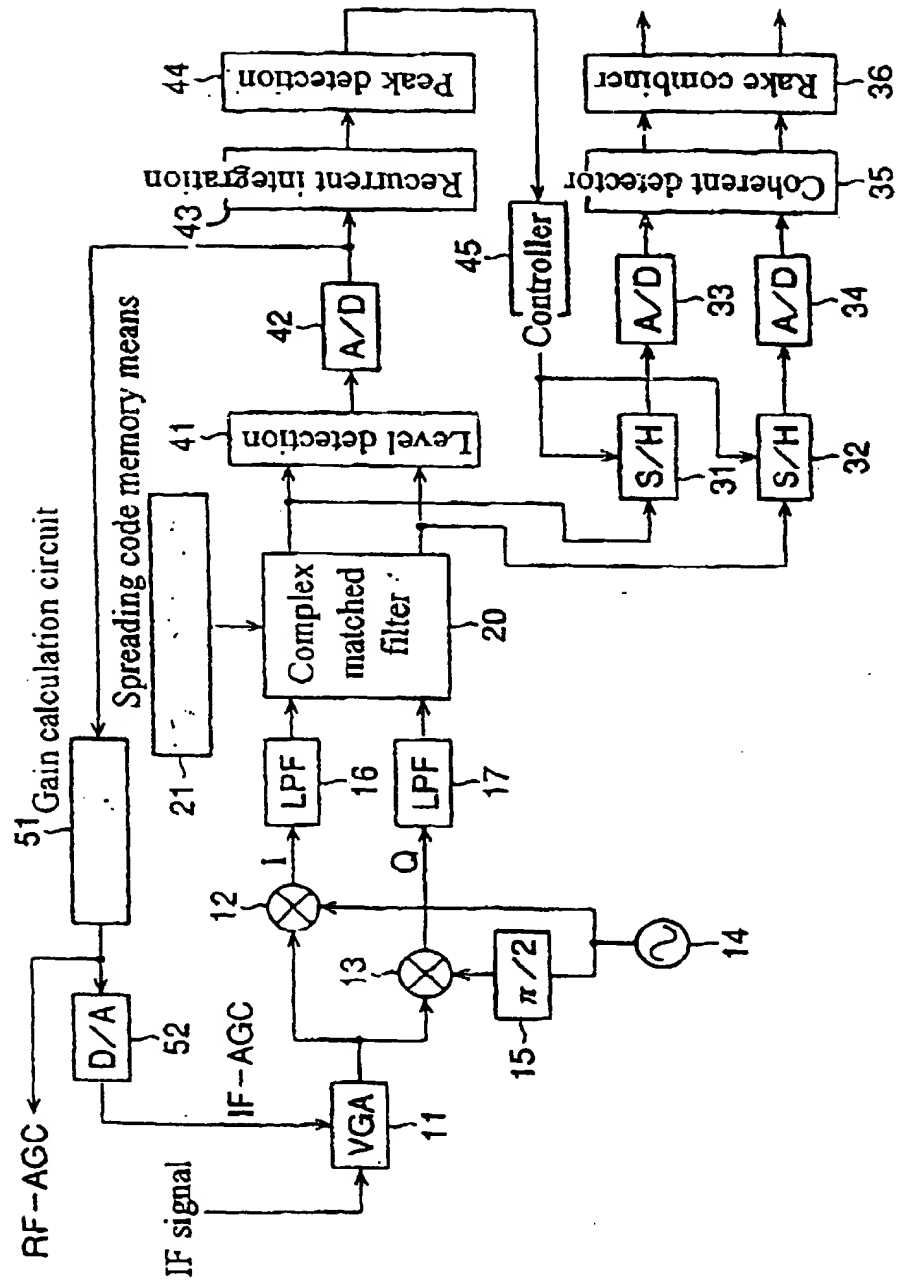 RF-AGC
IF signal
IF-AGC
VGA
11
D/A
52
51
Gain calculation circuit
12
I
13
Q
π/2
15
14
LPF
16
LPF
17
21
Spreading code memory means
Complex
matched
filter
20
41
Level detection
42
A/D
43
Recurrent integration
44
Peak detection
45
Controller
S/H
31
S/H
32
A/D
33
A/D
34
Coherent detector
35
Rake combiner
36